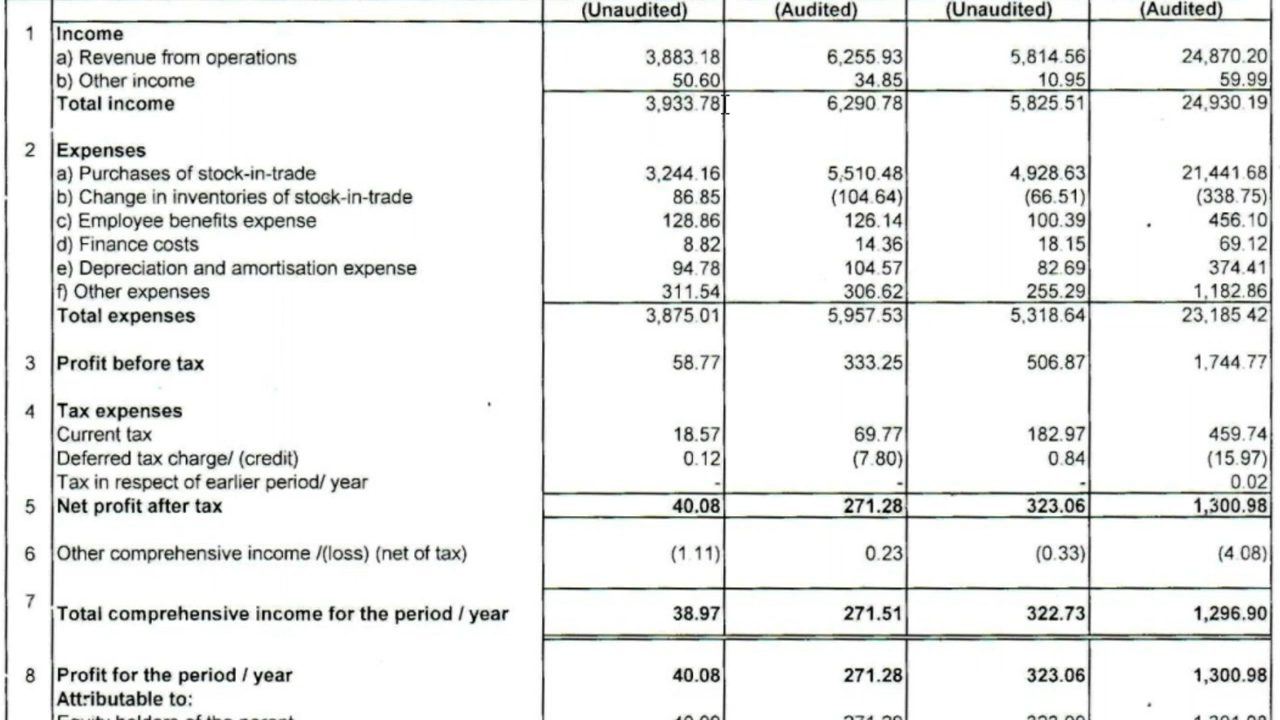 (Unaudited) (Audited) (Unaudited) (Audited)
1 Income
a) Revenue from operations 3,883.18 6,255.93 5,814.56 24,870.20
b) Other income 50.60 34.85 10.95 59.99
Total income 3,933.78 6,290.78 5,825.51 24,930.19
2 Expenses
a) Purchases of stock-in-trade 3,244.16 5,510.48 4,928.63 21,441.68
b) Change in inventories of stock-in-trade 86.85 (104.64) (66.51) (338.75)
c) Employee benefits expense 128.86 126.14 100.39 456.10
d) Finance costs 8.82 14.36 18.15 69.12
e) Depreciation and amortisation expense 94.78 104.57 82.69 374.41
f) Other expenses 311.54 306.62 255.29 1,182.86
Total expenses 3,875.01 5,957.53 5,318.64 23,185 42
3 Profit before tax 58.77 333.25 506.87 1,744.77
4 Tax expenses
Current tax 18.57 69.77 182.97 459.74
Deferred tax charge/ (credit) 0.12 (7.80) 0.84 (15.97)
Tax in respect of earlier period/ year - - - 0.02
5 Net profit after tax 40.08 271.28 323.06 1,300.98
6 Other comprehensive income /(loss) (net of tax) (1.11) 0.23 (0.33) (4 08)
7 Total comprehensive income for the period / year 38.97 271.51 322.73 1,296.90
8 Profit for the period / year 40.08 271.28 323.06 1,300.98
Attributable to: